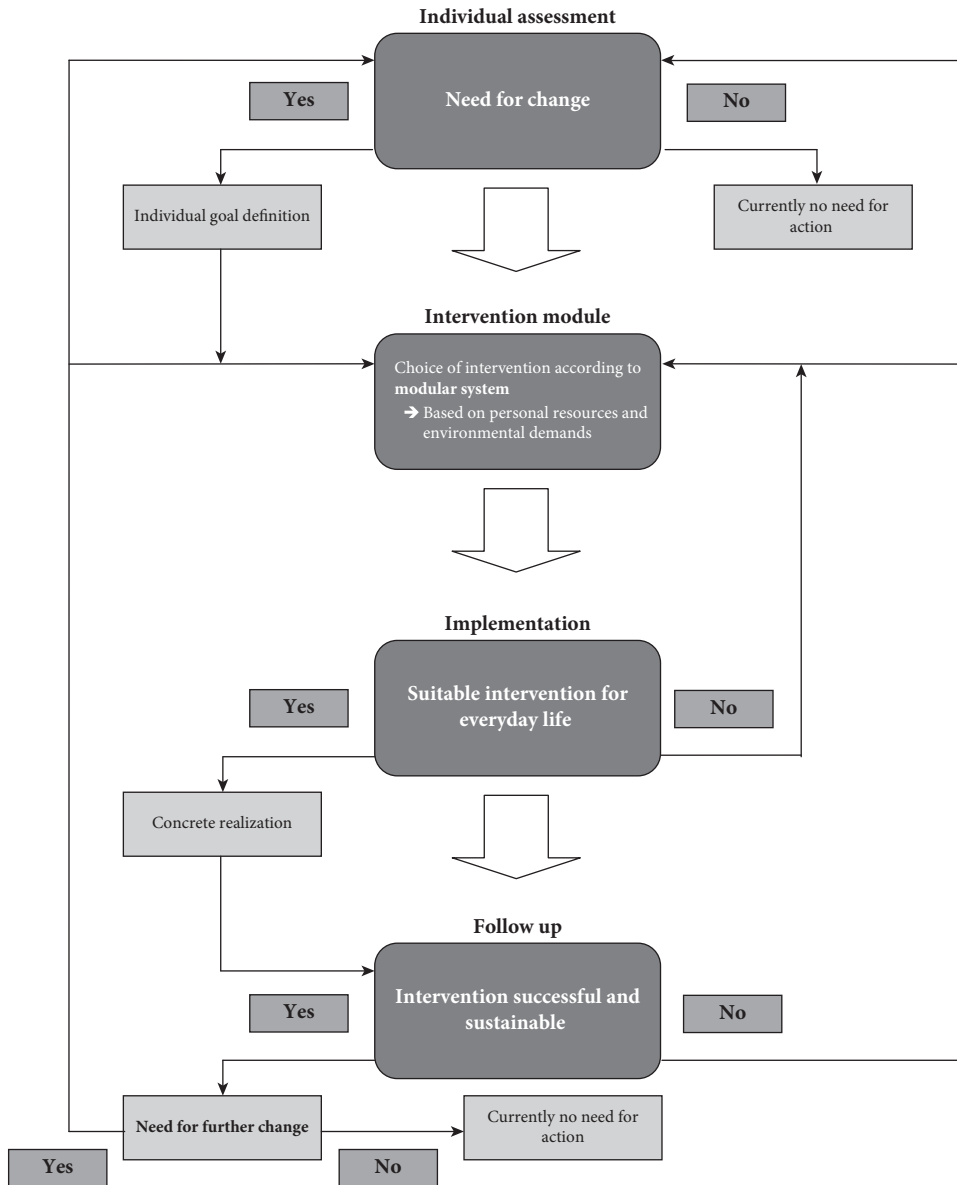 Individual assessment
Yes
Need for change
No
Individual goal definition
Currently no need for
action
Intervention module
Choice of intervention according to
modular system
➔ Based on personal resources and
environmental demands
Implementation
Yes
Suitable intervention for
everyday life
No
Concrete realization
Follow up
Yes
Intervention successful and
sustainable
No
Need for further change
Currently no need for
action
Yes
No